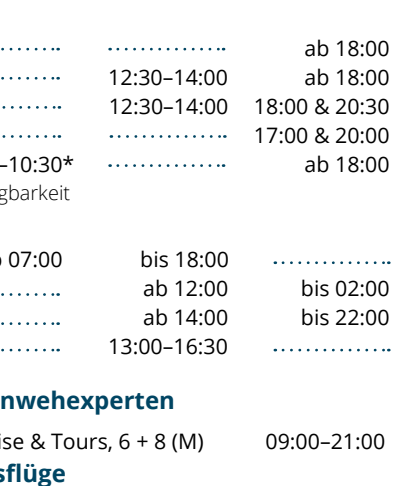 ab 18:00
12:30–14:00 ab 18:00
12:30–14:00 18:00 & 20:30
17:00 & 20:00
–10:30* ab 18:00
gbarkeit
07:00 bis 18:00
ab 12:00 bis 02:00
ab 14:00 bis 22:00
13:00–16:30
nwehexperten
ise & Tours, 6 + 8 (M) 09:00–21:00
sflüge